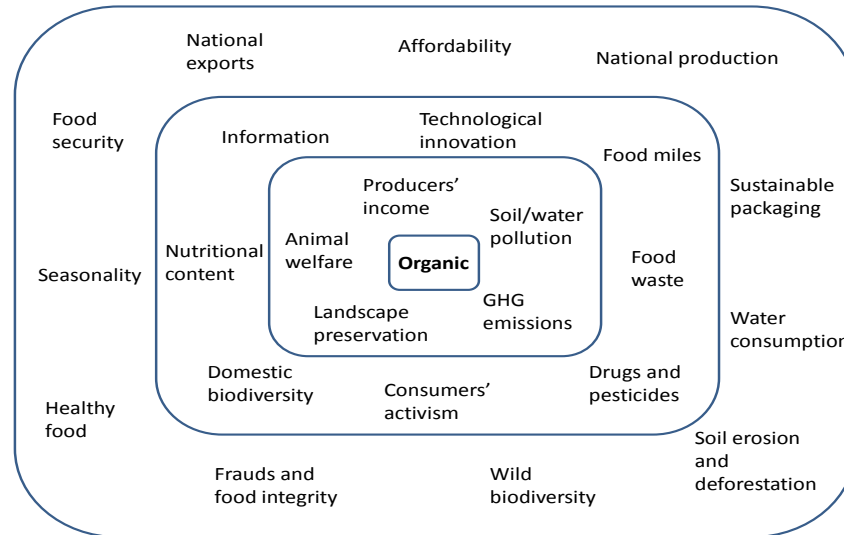 National
exports
Affordability
National production
Food
security
Information
Technological
innovation
Food miles
Producers'
income
Sustainable
packaging
Soil/water
pollution
Animal
welfare
Nutritional
content
Organic
Food
waste
Seasonality
GHG
emissions
Landscape
preservation
Water
consumption
Domestic
biodiversity
Consumers'
activism
Drugs and
pesticides
Healthy
food
Soil erosion
and
deforestation
Frauds and
food integrity
Wild
biodiversity